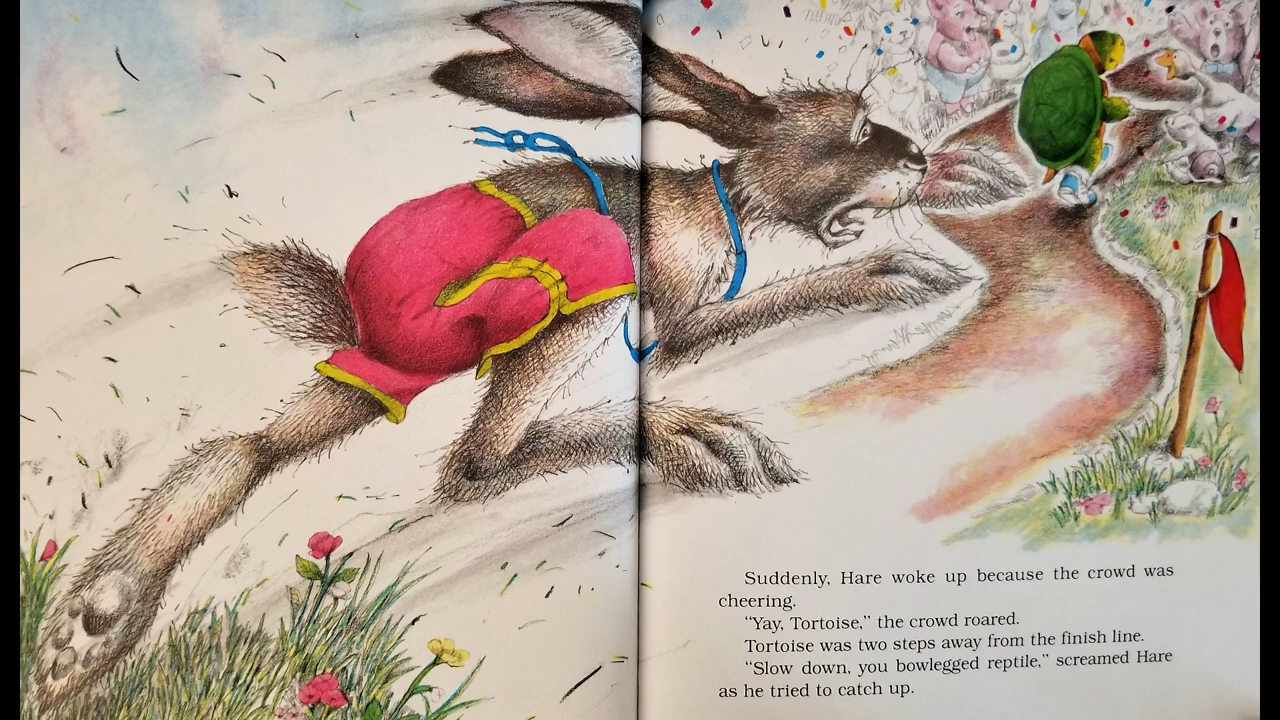 Suddenly, Hare woke up because the crowd was
cheering.
“Yay, Tortoise,” the crowd roared.
Tortoise was two steps away from the finish line.
“Slow down, you bowlegged reptile,” screamed Hare
as he tried to catch up.